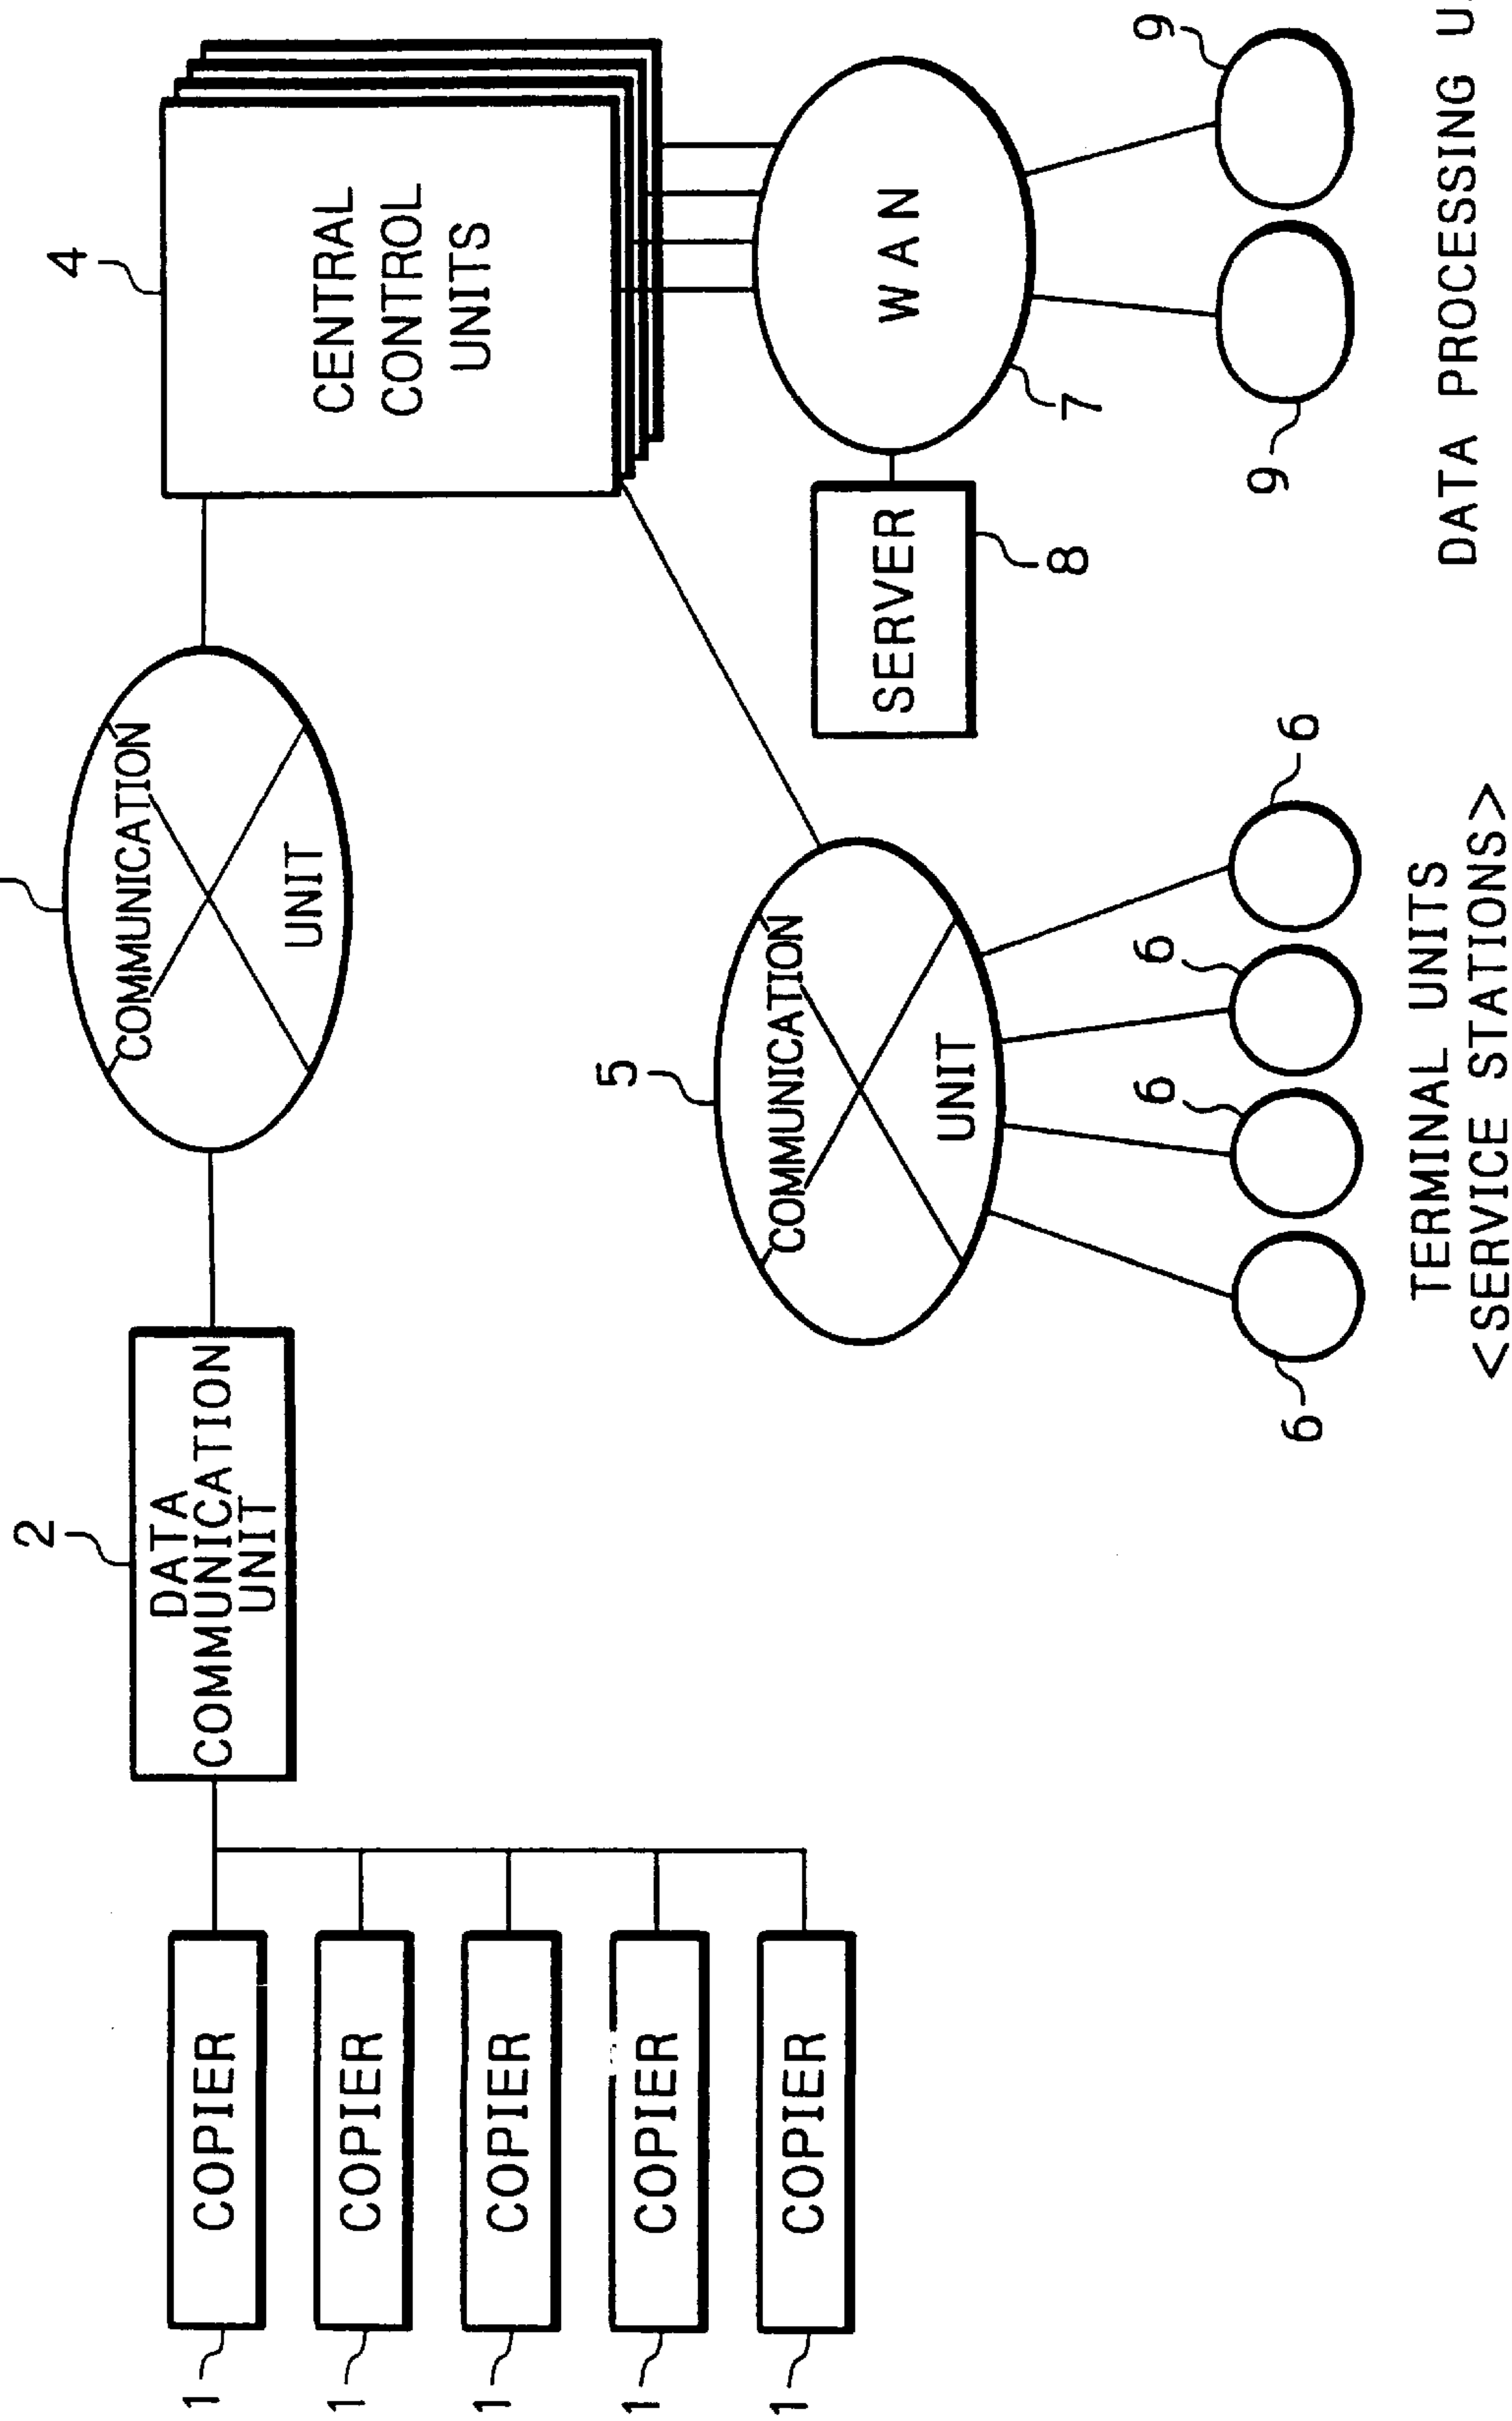 2
4
DATA
COMMUNICATION
UNIT
COMMUNICATION
UNIT
CENTRAL
CONTROL
UNITS
1
COPIER
1
COPIER
1
COPIER
1
COPIER
1
COPIER
5
COMMUNICATION
UNIT
SERVER
8
WAN
7
6
6
6
6
9
9
TERMINAL UNITS
<SERVICE STATIONS>
DATA PROCESSING